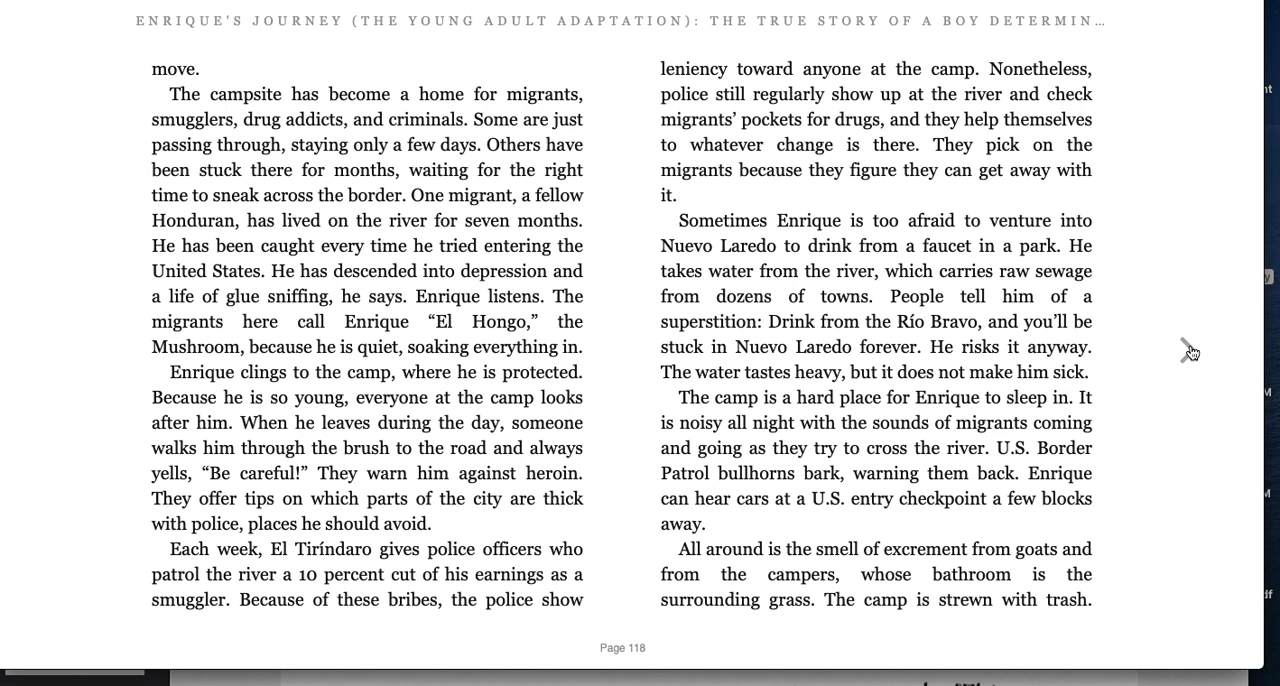 ENRIQUE'S JOURNEY (THE YOUNG ADULT ADAPTATION): THE TRUE STORY OF A BOY DETERMIN…
move.
The campsite has become a home for migrants,
smugglers, drug addicts, and criminals. Some are just
passing through, staying only a few days. Others have
been stuck there for months, waiting for the right
time to sneak across the border. One migrant, a fellow
Honduran, has lived on the river for seven months.
He has been caught every time he tried entering the
United States. He has descended into depression and
a life of glue sniffing, he says. Enrique listens. The
migrants here call Enrique “El Hongo,” the
Mushroom, because he is quiet, soaking everything in.
Enrique clings to the camp, where he is protected.
Because he is so young, everyone at the camp looks
after him. When he leaves during the day, someone
walks him through the brush to the road and always
yells, “Be careful!” They warn him against heroin.
They offer tips on which parts of the city are thick
with police, places he should avoid.
Each week, El Tiríndaro gives police officers who
patrol the river a 10 percent cut of his earnings as a
smuggler. Because of these bribes, the police show
leniency toward anyone at the camp. Nonetheless,
police still regularly show up at the river and check
migrants’ pockets for drugs, and they help themselves
to whatever change is there. They pick on the
migrants because they figure they can get away with
it.
Sometimes Enrique is too afraid to venture into
Nuevo Laredo to drink from a faucet in a park. He
takes water from the river, which carries raw sewage
from dozens of towns. People tell him of a
superstition: Drink from the Río Bravo, and you’ll be
stuck in Nuevo Laredo forever. He risks it anyway.
The water tastes heavy, but it does not make him sick.
The camp is a hard place for Enrique to sleep in. It
is noisy all night with the sounds of migrants coming
and going as they try to cross the river. U.S. Border
Patrol bullhorns bark, warning them back. Enrique
can hear cars at a U.S. entry checkpoint a few blocks
away.
All around is the smell of excrement from goats and
from the campers, whose bathroom is the
surrounding grass. The camp is strewn with trash.
Page 118